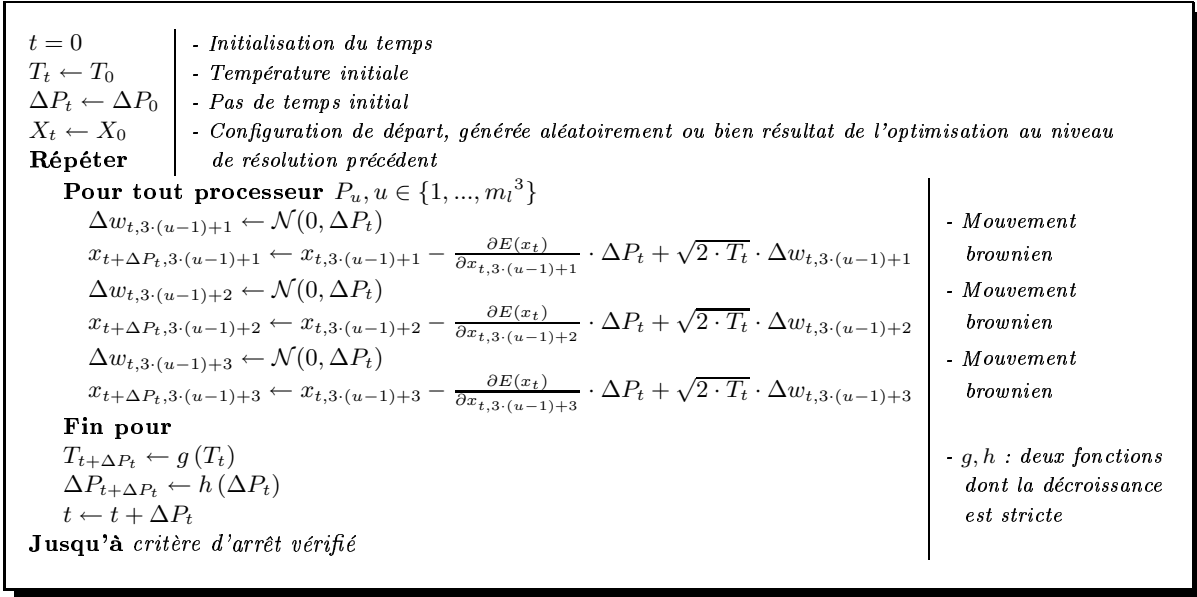 t = 0 - Initialisation du temps
T_t ← T_0 - Température initiale
ΔP_t ← ΔP_0 - Pas de temps initial
X_t ← X_0 - Configuration de départ, générée aléatoirement ou bien résultat de l'optimisation au niveau
Répéter de résolution précédent
Pour tout processeur P_u, u ∈ {1, ..., m_l^3}
Δw_{t,3·(u−1)+1} ← N(0, ΔP_t) - Mouvement
x_{t+ΔP_t,3·(u−1)+1} ← x_{t,3·(u−1)+1} − ∂E(x_t)/∂x_{t,3·(u−1)+1} · ΔP_t + √(2 · T_t) · Δw_{t,3·(u−1)+1} brownien
Δw_{t,3·(u−1)+2} ← N(0, ΔP_t) - Mouvement
x_{t+ΔP_t,3·(u−1)+2} ← x_{t,3·(u−1)+2} − ∂E(x_t)/∂x_{t,3·(u−1)+2} · ΔP_t + √(2 · T_t) · Δw_{t,3·(u−1)+2} brownien
Δw_{t,3·(u−1)+3} ← N(0, ΔP_t) - Mouvement
x_{t+ΔP_t,3·(u−1)+3} ← x_{t,3·(u−1)+3} − ∂E(x_t)/∂x_{t,3·(u−1)+3} · ΔP_t + √(2 · T_t) · Δw_{t,3·(u−1)+3} brownien
Fin pour
T_{t+ΔP_t} ← g (T_t) - g, h : deux fonctions
ΔP_{t+ΔP_t} ← h (ΔP_t) dont la décroissance
t ← t + ΔP_t est stricte
Jusqu'à critère d'arrêt vérifié